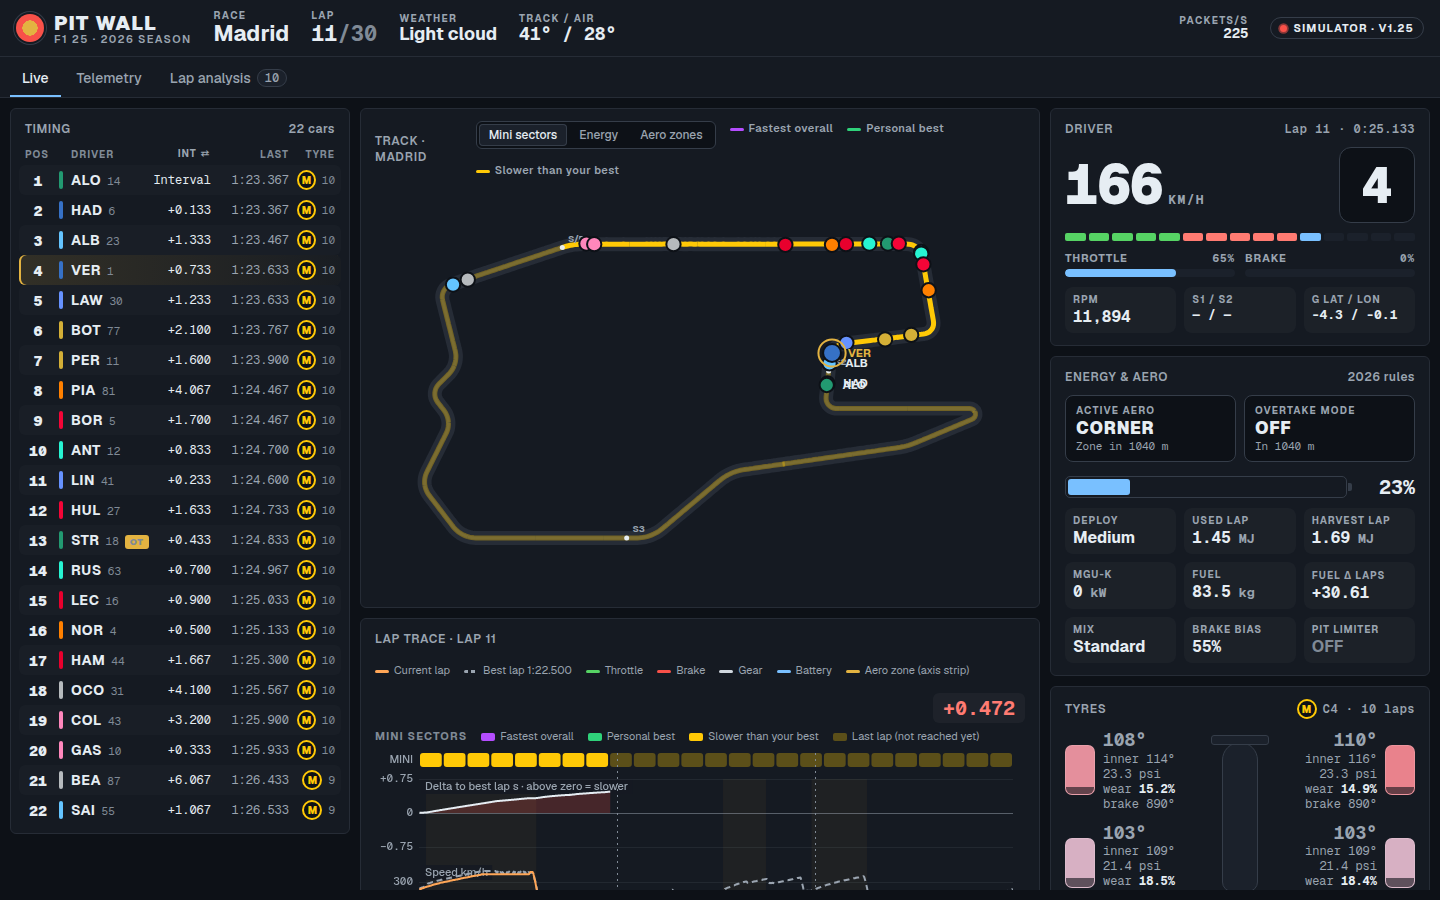 PIT WALL
F1 25 · 2026 SEASON
RACE
Madrid
LAP
11/30
WEATHER
Light cloud
TRACK / AIR
41° / 28°
PACKETS/S
225
SIMULATOR · V1.25
Live
Telemetry
Lap analysis 10
TIMING
22 cars
POS DRIVER INT ⇄ LAST TYRE
1 ALO 14 Interval 1:23.367 M 10
2 HAD 6 +0.133 1:23.367 M 10
3 ALB 23 +1.333 1:23.467 M 10
4 VER 1 +0.733 1:23.633 M 10
5 LAW 30 +1.233 1:23.633 M 10
6 BOT 77 +2.100 1:23.767 M 10
7 PER 11 +1.600 1:23.900 M 10
8 PIA 81 +4.067 1:24.467 M 10
9 BOR 5 +1.700 1:24.467 M 10
10 ANT 12 +0.833 1:24.700 M 10
11 LIN 41 +0.233 1:24.600 M 10
12 HUL 27 +1.633 1:24.733 M 10
13 STR 18 OT +0.433 1:24.833 M 10
14 RUS 63 +0.700 1:24.967 M 10
15 LEC 16 +0.900 1:25.033 M 10
16 NOR 4 +0.500 1:25.133 M 10
17 HAM 44 +1.667 1:25.300 M 10
18 OCO 31 +4.100 1:25.567 M 10
19 COL 43 +3.200 1:25.900 M 10
20 GAS 10 +0.333 1:25.933 M 10
21 BEA 87 +6.067 1:26.433 M 9
22 SAI 55 +1.067 1:26.533 M 9
TRACK ·
MADRID
Mini sectors
Energy
Aero zones
Fastest overall
Personal best
Slower than your best
VER
ALB
HAD
S3
LAP TRACE · LAP 11
Current lap
Best lap 1:22.500
Throttle
Brake
Gear
Battery
Aero zone (axis strip)
+0.472
MINI SECTORS
Fastest overall
Personal best
Slower than your best
Last lap (not reached yet)
MINI
+0.75
Delta to best lap s · above zero = slower
0
−0.75
Speed km/h
300
DRIVER
Lap 11 · 0:25.133
166 KM/H
4
THROTTLE 65%
BRAKE 0%
RPM
11,894
S1 / S2
– / –
G LAT / LON
-4.3 / -0.1
ENERGY & AERO
2026 rules
ACTIVE AERO
CORNER
Zone in 1040 m
OVERTAKE MODE
OFF
In 1040 m
23%
DEPLOY
Medium
USED LAP
1.45 MJ
HARVEST LAP
1.69 MJ
MGU-K
0 kW
FUEL
83.5 kg
FUEL Δ LAPS
+30.61
MIX
Standard
BRAKE BIAS
55%
PIT LIMITER
OFF
TYRES
M C4 · 10 laps
108°
inner 114°
23.3 psi
wear 15.2%
brake 890°
110°
inner 116°
23.3 psi
wear 14.9%
brake 890°
103°
inner 109°
21.4 psi
wear 18.5%
103°
inner 109°
21.4 psi
wear 18.4%